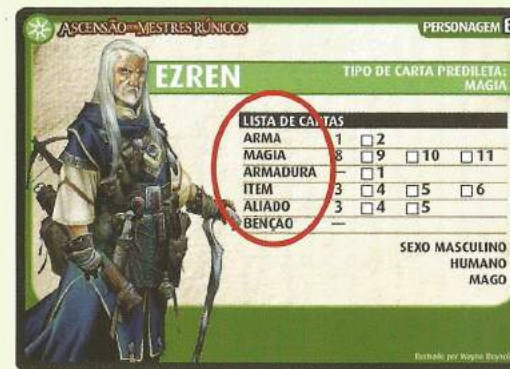 ASCENSÃO DOS MESTRES RÚNICOS
PERSONAGEM
EZREN
TIPO DE CARTA PREDILETA:
MAGIA
LISTA DE CARTAS
ARMA 1 □2
MAGIA 8 □9 □10 □11
ARMADURA — □1
ITEM 3 □4 □5 □6
ALIADO 3 □4 □5
BENÇÃO —
SEXO MASCULINO
HUMANO
MAGO
Ilustrado por Wayne